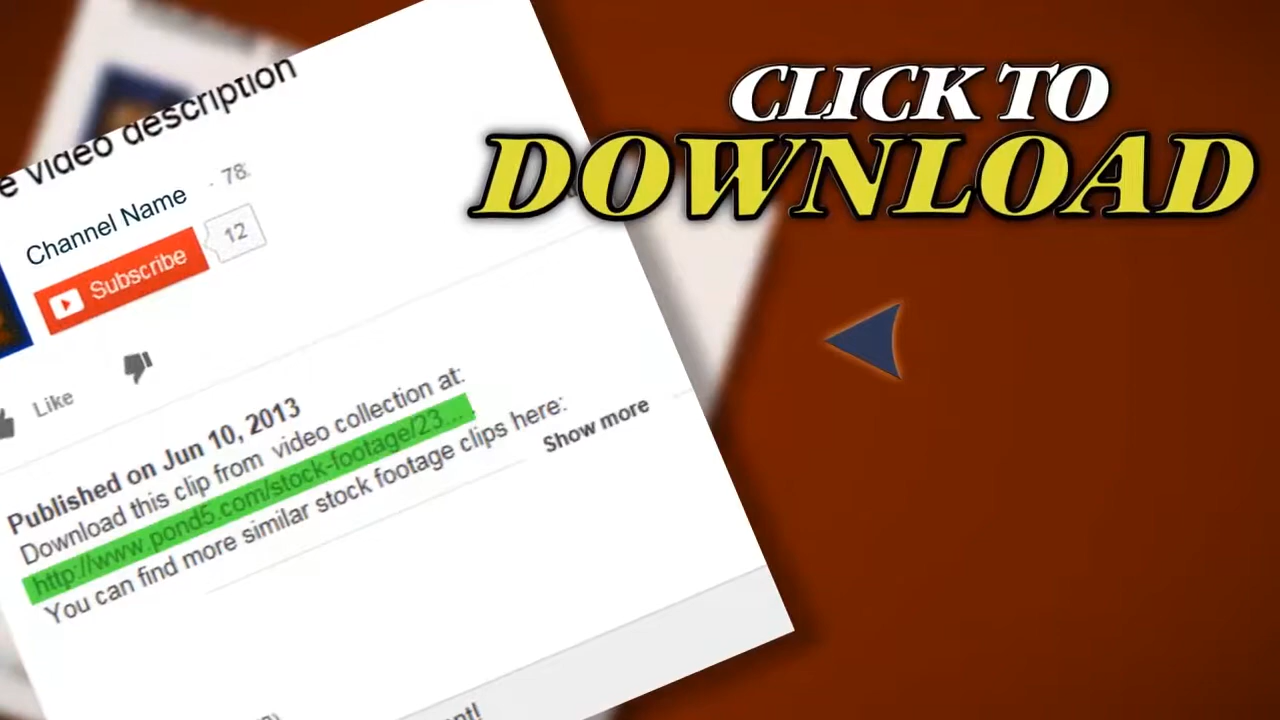 e video description
Channel Name · 78
Subscribe 12
Like
Published on Jun 10, 2013
Download this clip from video collection at:
http://www.pond5.com/stock-footage/23... .
You can find more similar stock footage clips here:
Show more
CLICK TO
DOWNLOAD